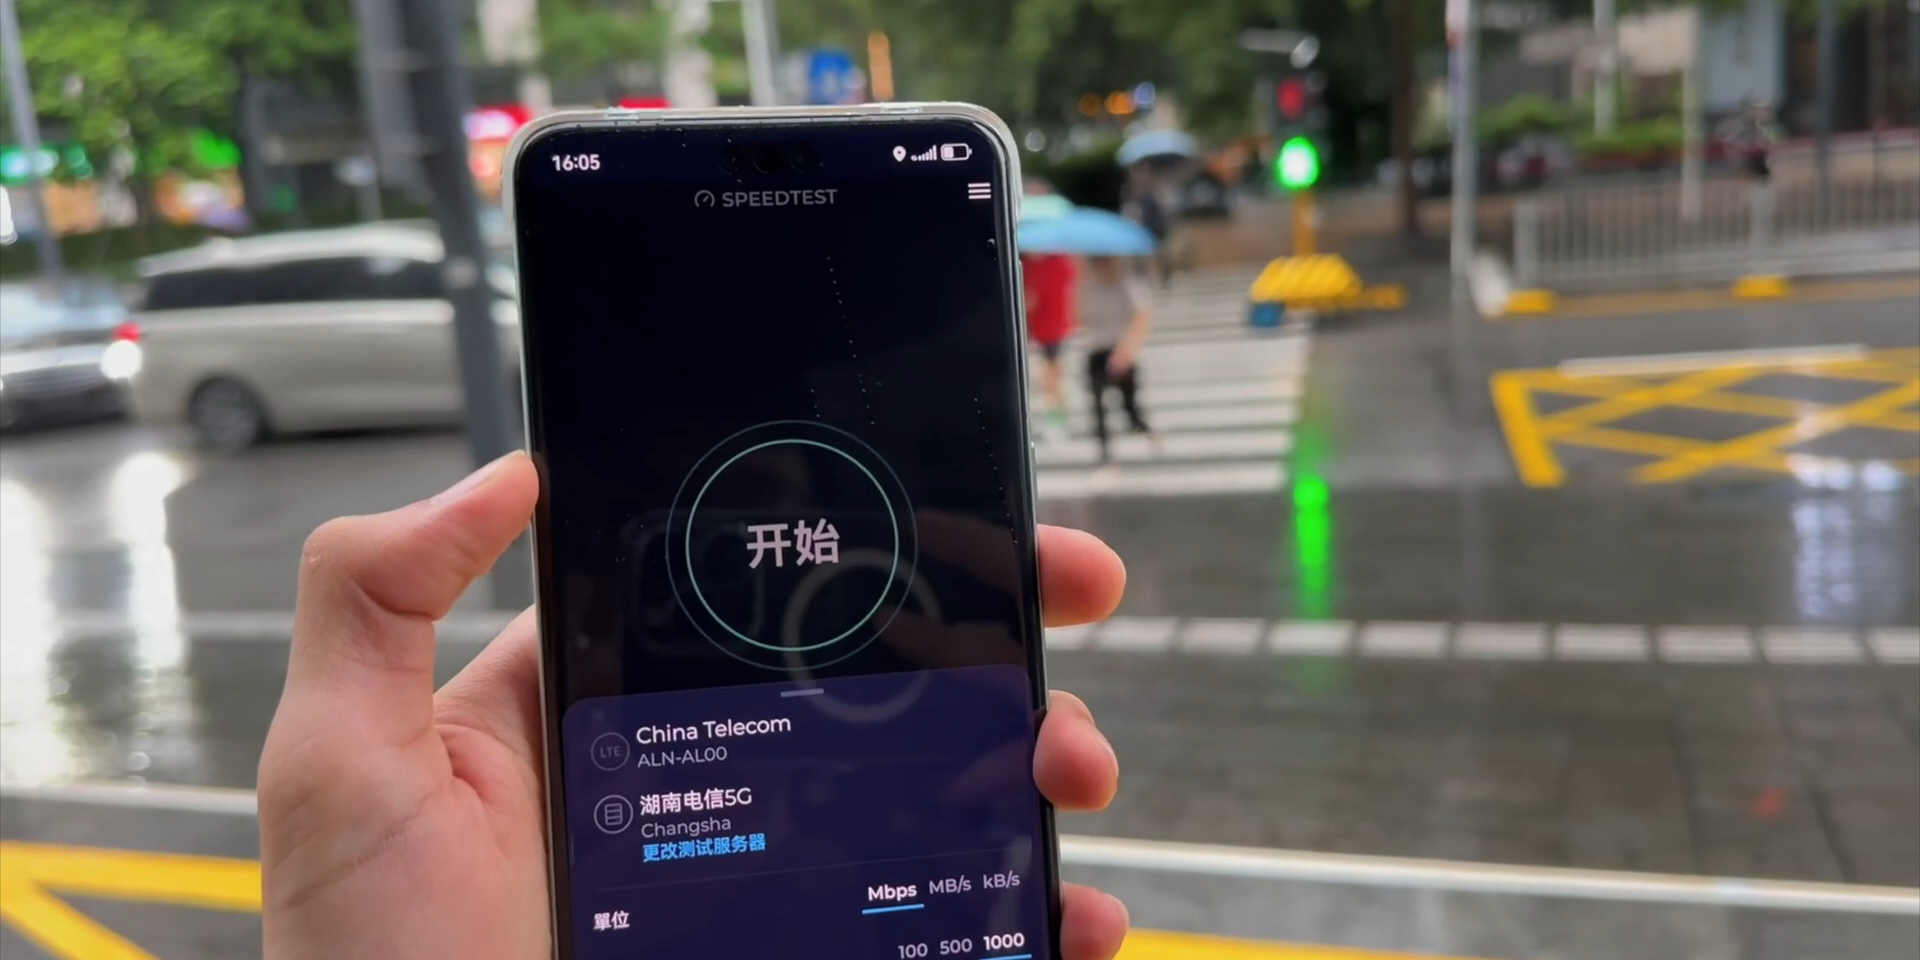 16:05
SPEEDTEST
开始
China Telecom
LTE
ALN-AL00
湖南电信5G
Changsha
更改测试服务器
Mbps MB/s kB/s
單位
100 500 1000